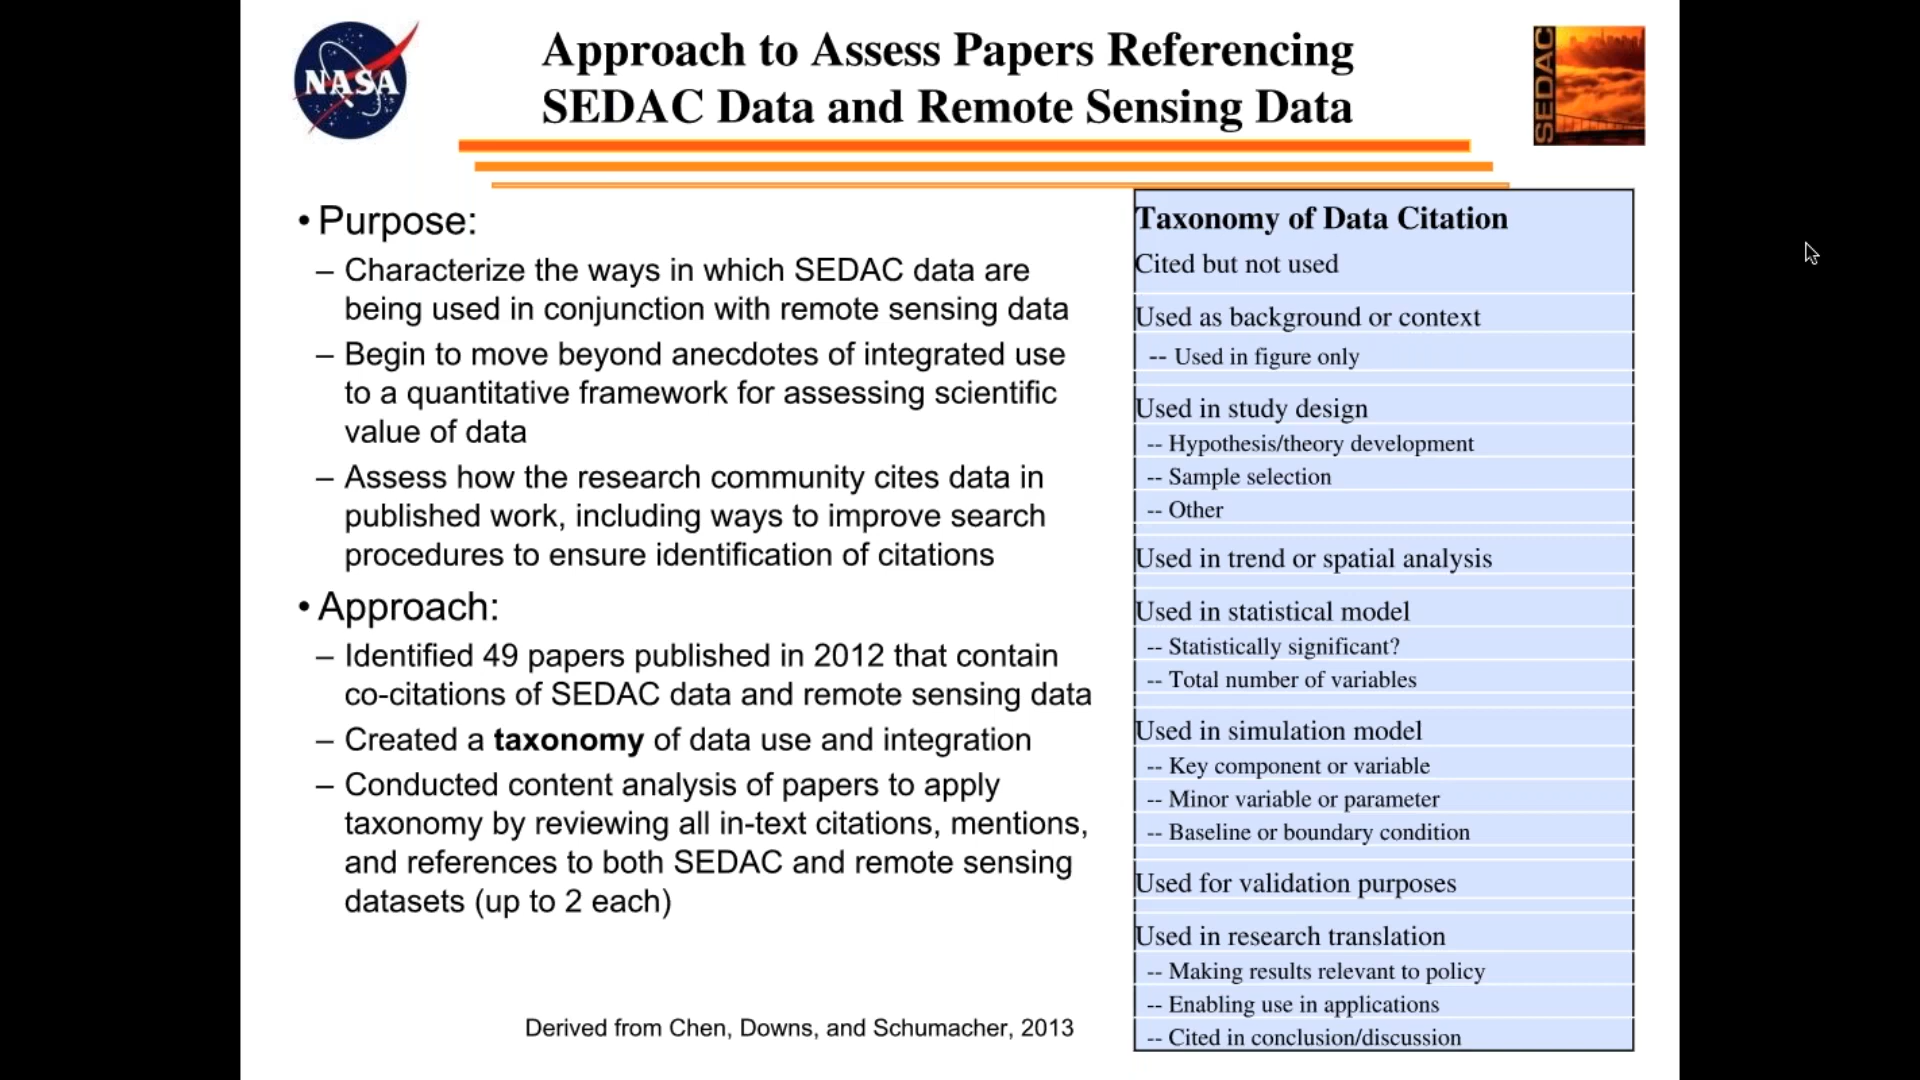 NASA
Approach to Assess Papers Referencing
SEDAC Data and Remote Sensing Data
SEDAC
• Purpose:
– Characterize the ways in which SEDAC data are
being used in conjunction with remote sensing data
– Begin to move beyond anecdotes of integrated use
to a quantitative framework for assessing scientific
value of data
– Assess how the research community cites data in
published work, including ways to improve search
procedures to ensure identification of citations
• Approach:
– Identified 49 papers published in 2012 that contain
co-citations of SEDAC data and remote sensing data
– Created a taxonomy of data use and integration
– Conducted content analysis of papers to apply
taxonomy by reviewing all in-text citations, mentions,
and references to both SEDAC and remote sensing
datasets (up to 2 each)
Derived from Chen, Downs, and Schumacher, 2013
Taxonomy of Data Citation
Cited but not used
Used as background or context
-- Used in figure only
Used in study design
-- Hypothesis/theory development
-- Sample selection
-- Other
Used in trend or spatial analysis
Used in statistical model
-- Statistically significant?
-- Total number of variables
Used in simulation model
-- Key component or variable
-- Minor variable or parameter
-- Baseline or boundary condition
Used for validation purposes
Used in research translation
-- Making results relevant to policy
-- Enabling use in applications
-- Cited in conclusion/discussion